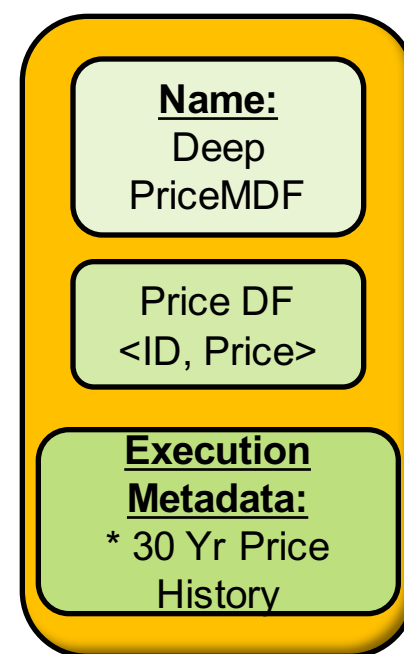 Name:
Deep
PriceMDF
Price DF
<ID, Price>
Execution
Metadata:
* 30 Yr Price
History